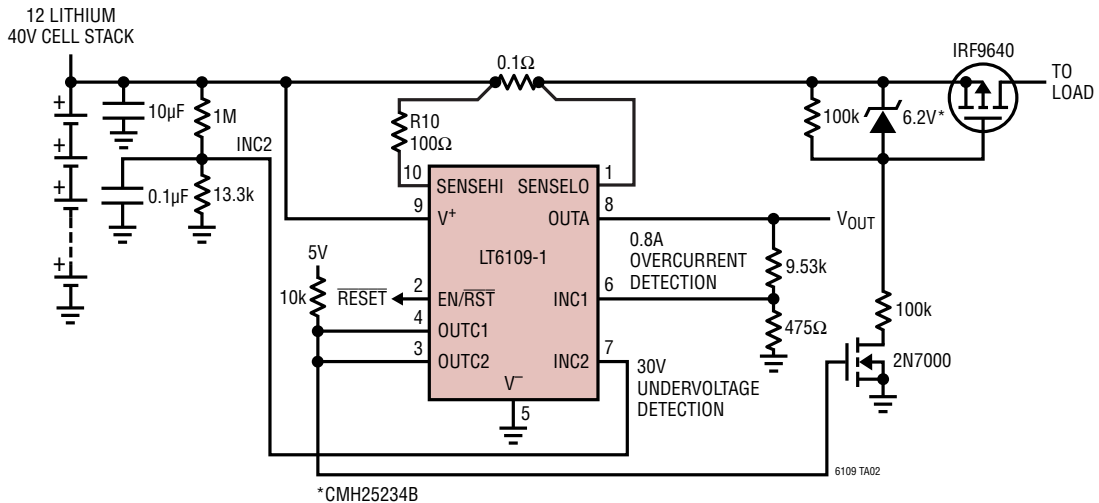 12 LITHIUM
40V CELL STACK
IRF9640
0.1Ω
TO
LOAD
10µF
1M
R10
100Ω
100k
6.2V*
INC2
0.1µF
13.3k
10 SENSEHI SENSELO 1
9 V⁺ OUTA 8
VOUT
5V
LT6109-1
0.8A
OVERCURRENT
DETECTION
9.53k
10k
RESET
2 EN/RST INC1 6
100k
4 OUTC1
475Ω
3 OUTC2 INC2 7
2N7000
30V
UNDERVOLTAGE
DETECTION
V⁻
5
6109 TA02
*CMH25234B
+
+
+
+